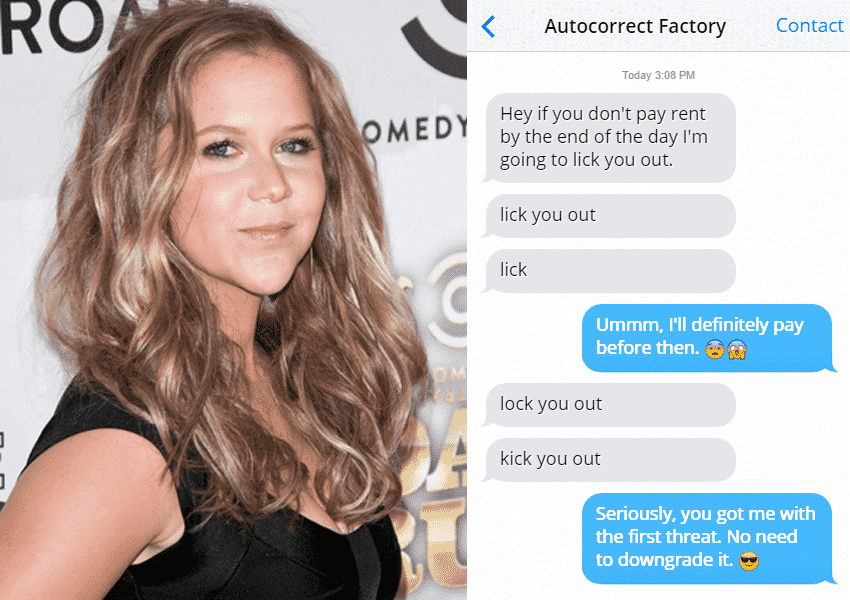 RO
OMEDY
Autocorrect Factory
Contact
Today 3:08 PM
Hey if you don't pay rent
by the end of the day I'm
going to lick you out.
lick you out
lick
Ummm, I'll definitely pay
before then. 😨😱
lock you out
kick you out
Seriously, you got me with
the first threat. No need
to downgrade it. 😎